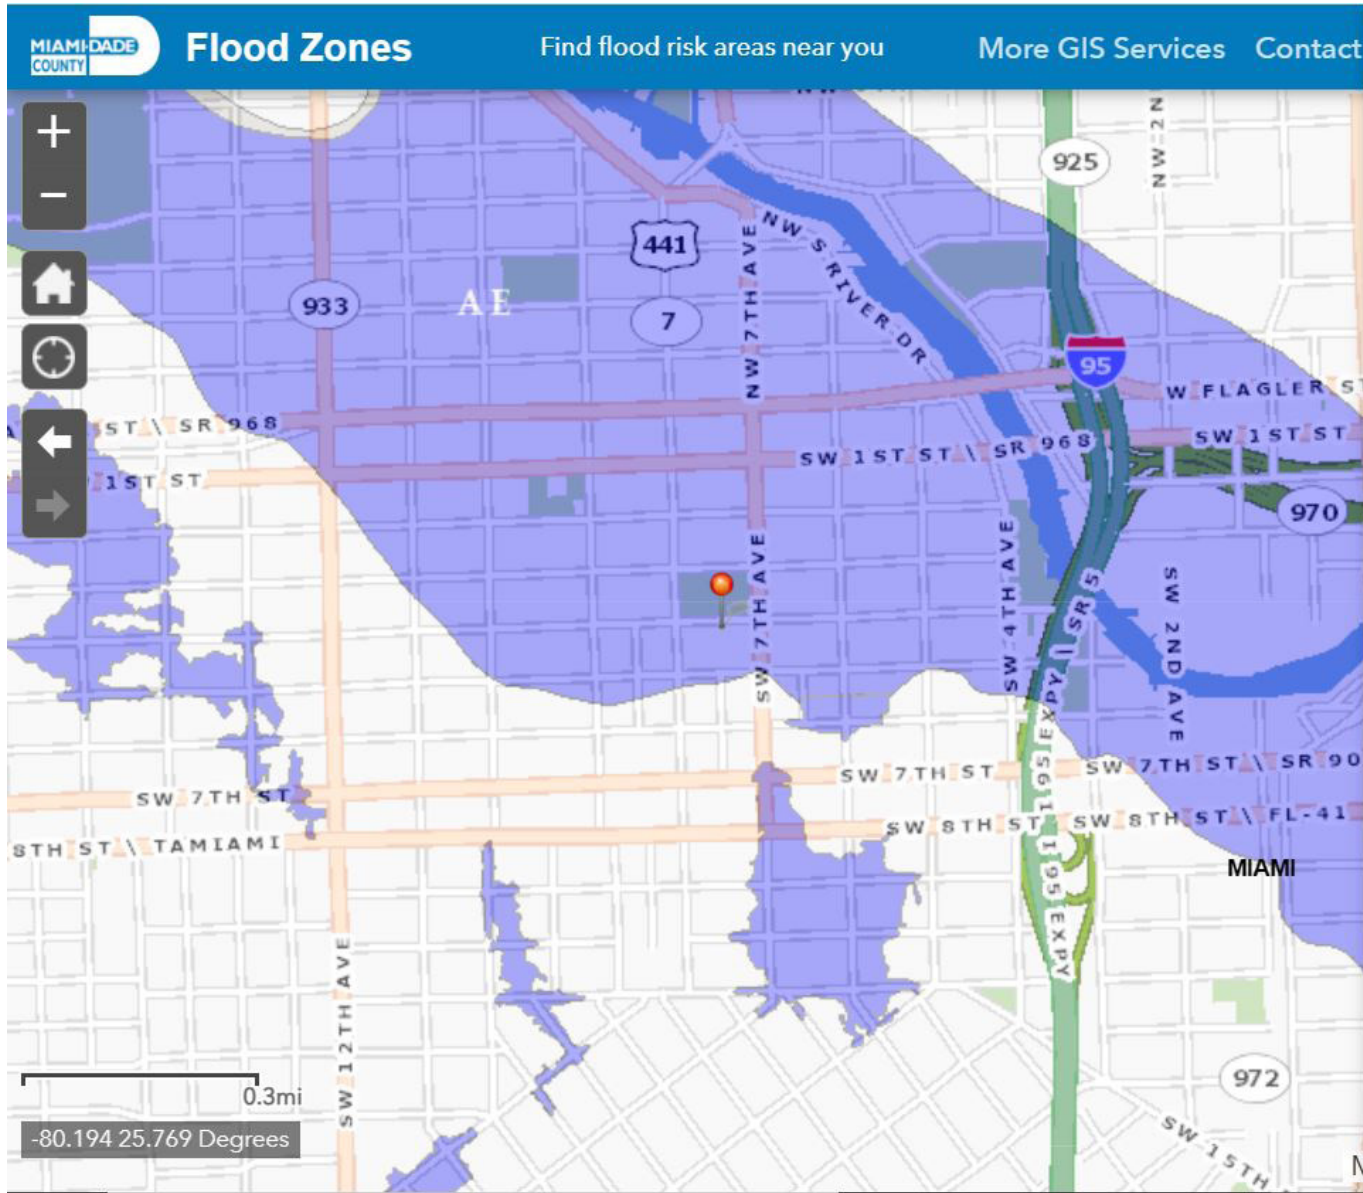 MIAMI-DADE
COUNTY
Flood Zones
Find flood risk areas near you
More GIS Services
Contact
+
−
925
NW 2N
441
7
NW 7TH AVE
NW S RIVER DR
933
AE
95
W FLAGLER ST
ST \ SR 968
1ST ST
SW 1ST ST \ SR 968
SW 1ST ST
970
SW 7TH AVE
SW 4TH AVE
SW 2ND AVE
EXPY | SR 5
SW 7TH ST
SW 7TH ST
SW 7TH ST \ SR 90
8TH ST \ TAMIAMI
SW 8TH ST
SW 8TH ST \ FL-41
MIAMI
I 95 EXPY
SW 12TH AVE
972
SW 15TH
0.3mi
-80.194 25.769 Degrees